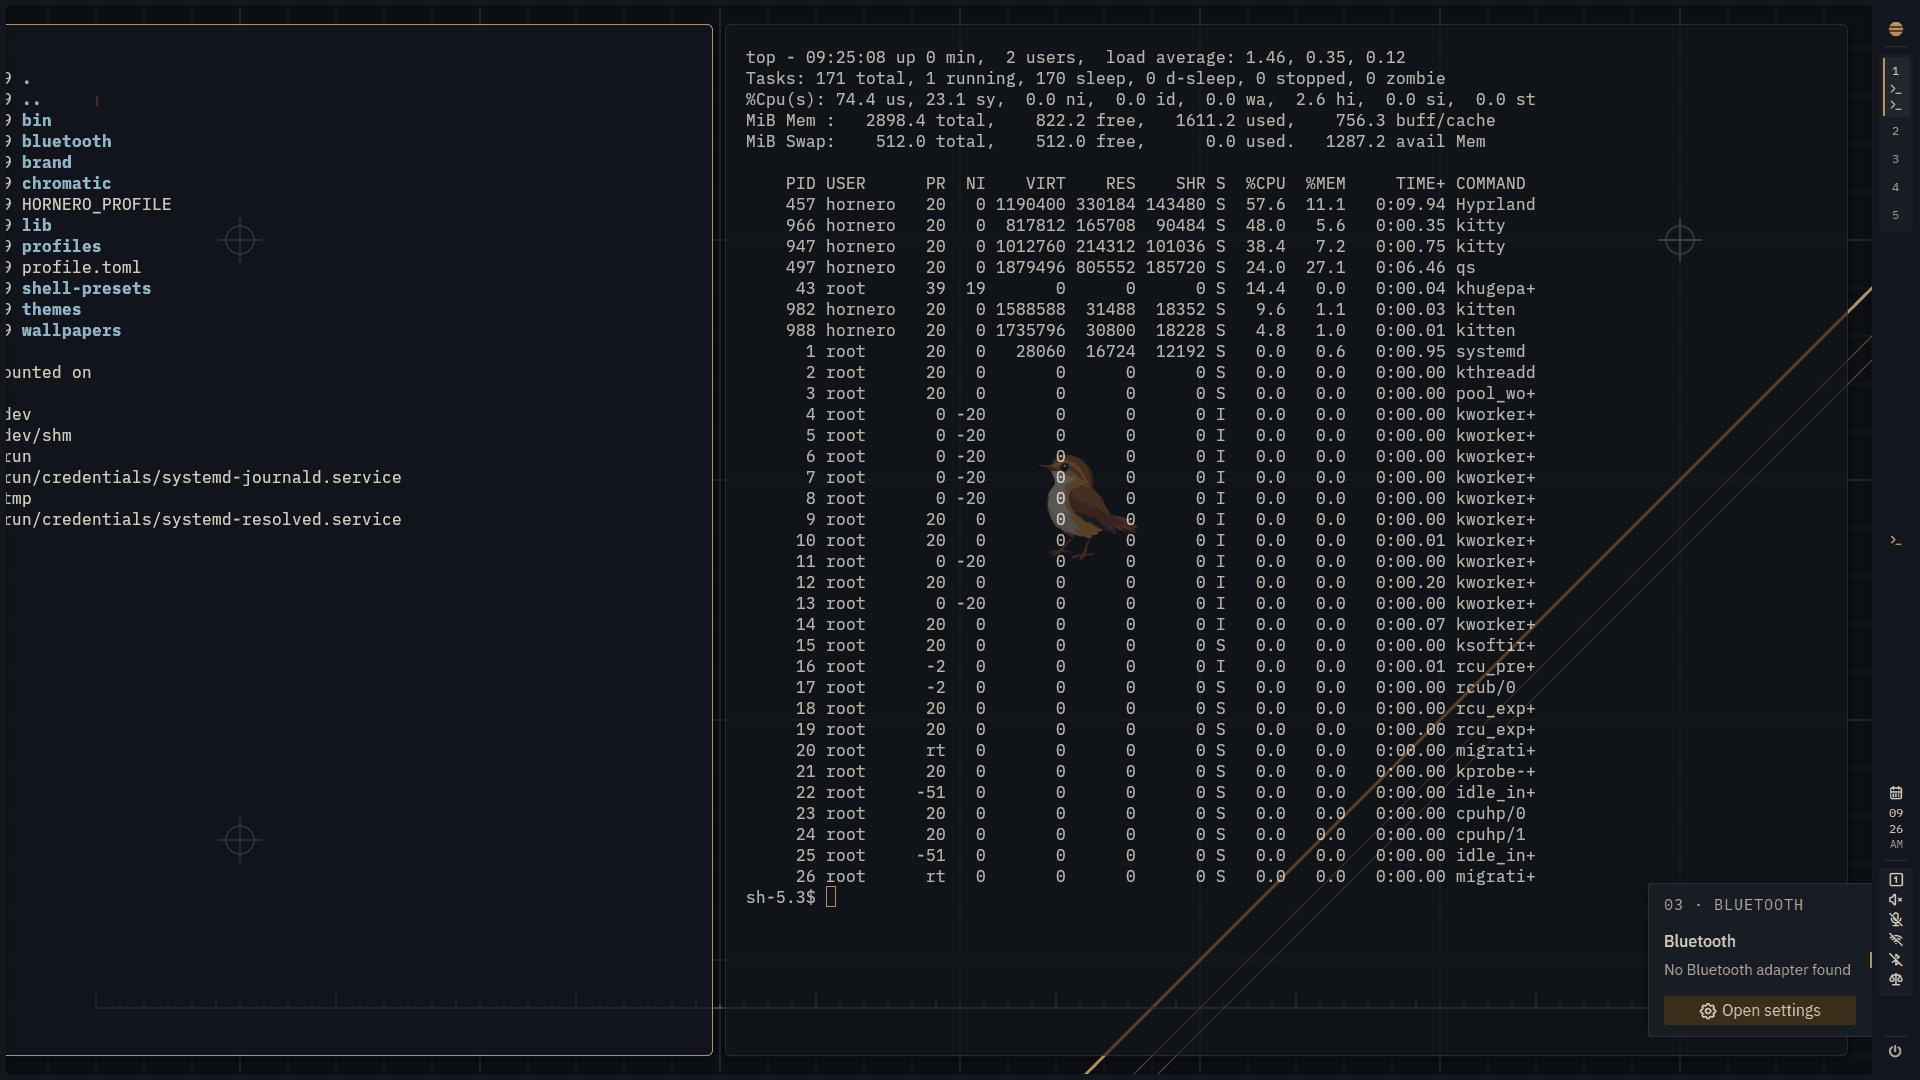 9 .
9 ..
9 bin
9 bluetooth
9 brand
9 chromatic
9 HORNERO_PROFILE
9 lib
9 profiles
9 profile.toml
9 shell-presets
9 themes
9 wallpapers
ounted on
dev
dev/shm
run
run/credentials/systemd-journald.service
tmp
run/credentials/systemd-resolved.service
top - 09:25:08 up 0 min,  2 users,  load average: 1.46, 0.35, 0.12
Tasks: 171 total, 1 running, 170 sleep, 0 d-sleep, 0 stopped, 0 zombie
%Cpu(s): 74.4 us, 23.1 sy,  0.0 ni,  0.0 id,  0.0 wa,  2.6 hi,  0.0 si,  0.0 st
MiB Mem :   2898.4 total,    822.2 free,   1611.2 used,    756.3 buff/cache
MiB Swap:    512.0 total,    512.0 free,      0.0 used.   1287.2 avail Mem
PID USER      PR  NI    VIRT    RES    SHR S  %CPU  %MEM     TIME+ COMMAND
457 hornero   20   0 1190400 330184 143480 S  57.6  11.1   0:09.94 Hyprland
966 hornero   20   0  817812 165708  90484 S  48.0   5.6   0:00.35 kitty
947 hornero   20   0 1012760 214312 101036 S  38.4   7.2   0:00.75 kitty
497 hornero   20   0 1879496 805552 185720 S  24.0  27.1   0:06.46 qs
43 root      39  19       0      0      0 S  14.4   0.0   0:00.04 khugepa+
982 hornero   20   0 1588588  31488  18352 S   9.6   1.1   0:00.03 kitten
988 hornero   20   0 1735796  30800  18228 S   4.8   1.0   0:00.01 kitten
1 root      20   0   28060  16724  12192 S   0.0   0.6   0:00.95 systemd
2 root      20   0       0      0      0 S   0.0   0.0   0:00.00 kthreadd
3 root      20   0       0      0      0 S   0.0   0.0   0:00.00 pool_wo+
4 root       0 -20       0      0      0 I   0.0   0.0   0:00.00 kworker+
5 root       0 -20       0      0      0 I   0.0   0.0   0:00.00 kworker+
6 root       0 -20       0      0      0 I   0.0   0.0   0:00.00 kworker+
7 root       0 -20       0      0      0 I   0.0   0.0   0:00.00 kworker+
8 root       0 -20       0      0      0 I   0.0   0.0   0:00.00 kworker+
9 root      20   0       0      0      0 I   0.0   0.0   0:00.00 kworker+
10 root      20   0       0      0      0 I   0.0   0.0   0:00.01 kworker+
11 root       0 -20       0      0      0 I   0.0   0.0   0:00.00 kworker+
12 root      20   0       0      0      0 I   0.0   0.0   0:00.20 kworker+
13 root       0 -20       0      0      0 I   0.0   0.0   0:00.00 kworker+
14 root      20   0       0      0      0 I   0.0   0.0   0:00.07 kworker+
15 root      20   0       0      0      0 S   0.0   0.0   0:00.00 ksoftir+
16 root      -2   0       0      0      0 I   0.0   0.0   0:00.01 rcu_pre+
17 root      -2   0       0      0      0 S   0.0   0.0   0:00.00 rcub/0
18 root      20   0       0      0      0 S   0.0   0.0   0:00.00 rcu_exp+
19 root      20   0       0      0      0 S   0.0   0.0   0:00.00 rcu_exp+
20 root      rt   0       0      0      0 S   0.0   0.0   0:00.00 migrati+
21 root      20   0       0      0      0 S   0.0   0.0   0:00.00 kprobe-+
22 root     -51   0       0      0      0 S   0.0   0.0   0:00.00 idle_in+
23 root      20   0       0      0      0 S   0.0   0.0   0:00.00 cpuhp/0
24 root      20   0       0      0      0 S   0.0   0.0   0:00.00 cpuhp/1
25 root     -51   0       0      0      0 S   0.0   0.0   0:00.00 idle_in+
26 root      rt   0       0      0      0 S   0.0   0.0   0:00.00 migrati+
sh-5.3$
1
2
3
4
5
09
26
AM
1
03 · BLUETOOTH
Bluetooth
No Bluetooth adapter found
Open settings